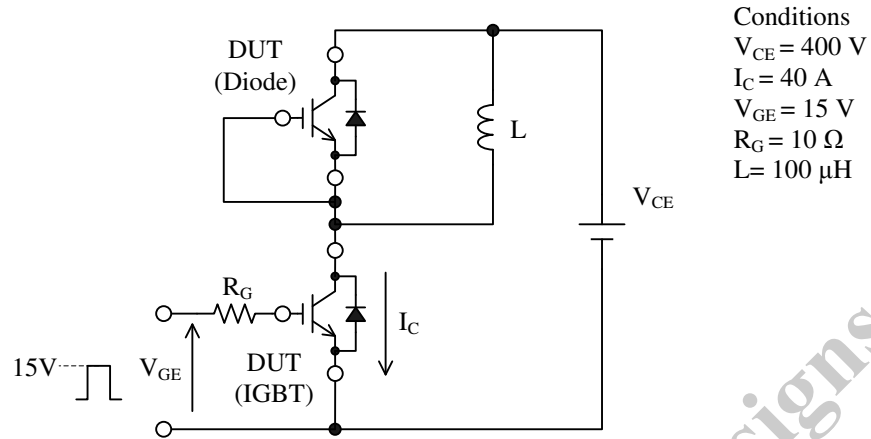 Conditions
V_CE = 400 V
I_C = 40 A
V_GE = 15 V
R_G = 10 Ω
L= 100 μH
DUT
(Diode)
L
V_CE
R_G
I_C
15V
V_GE
DUT
(IGBT)
signs